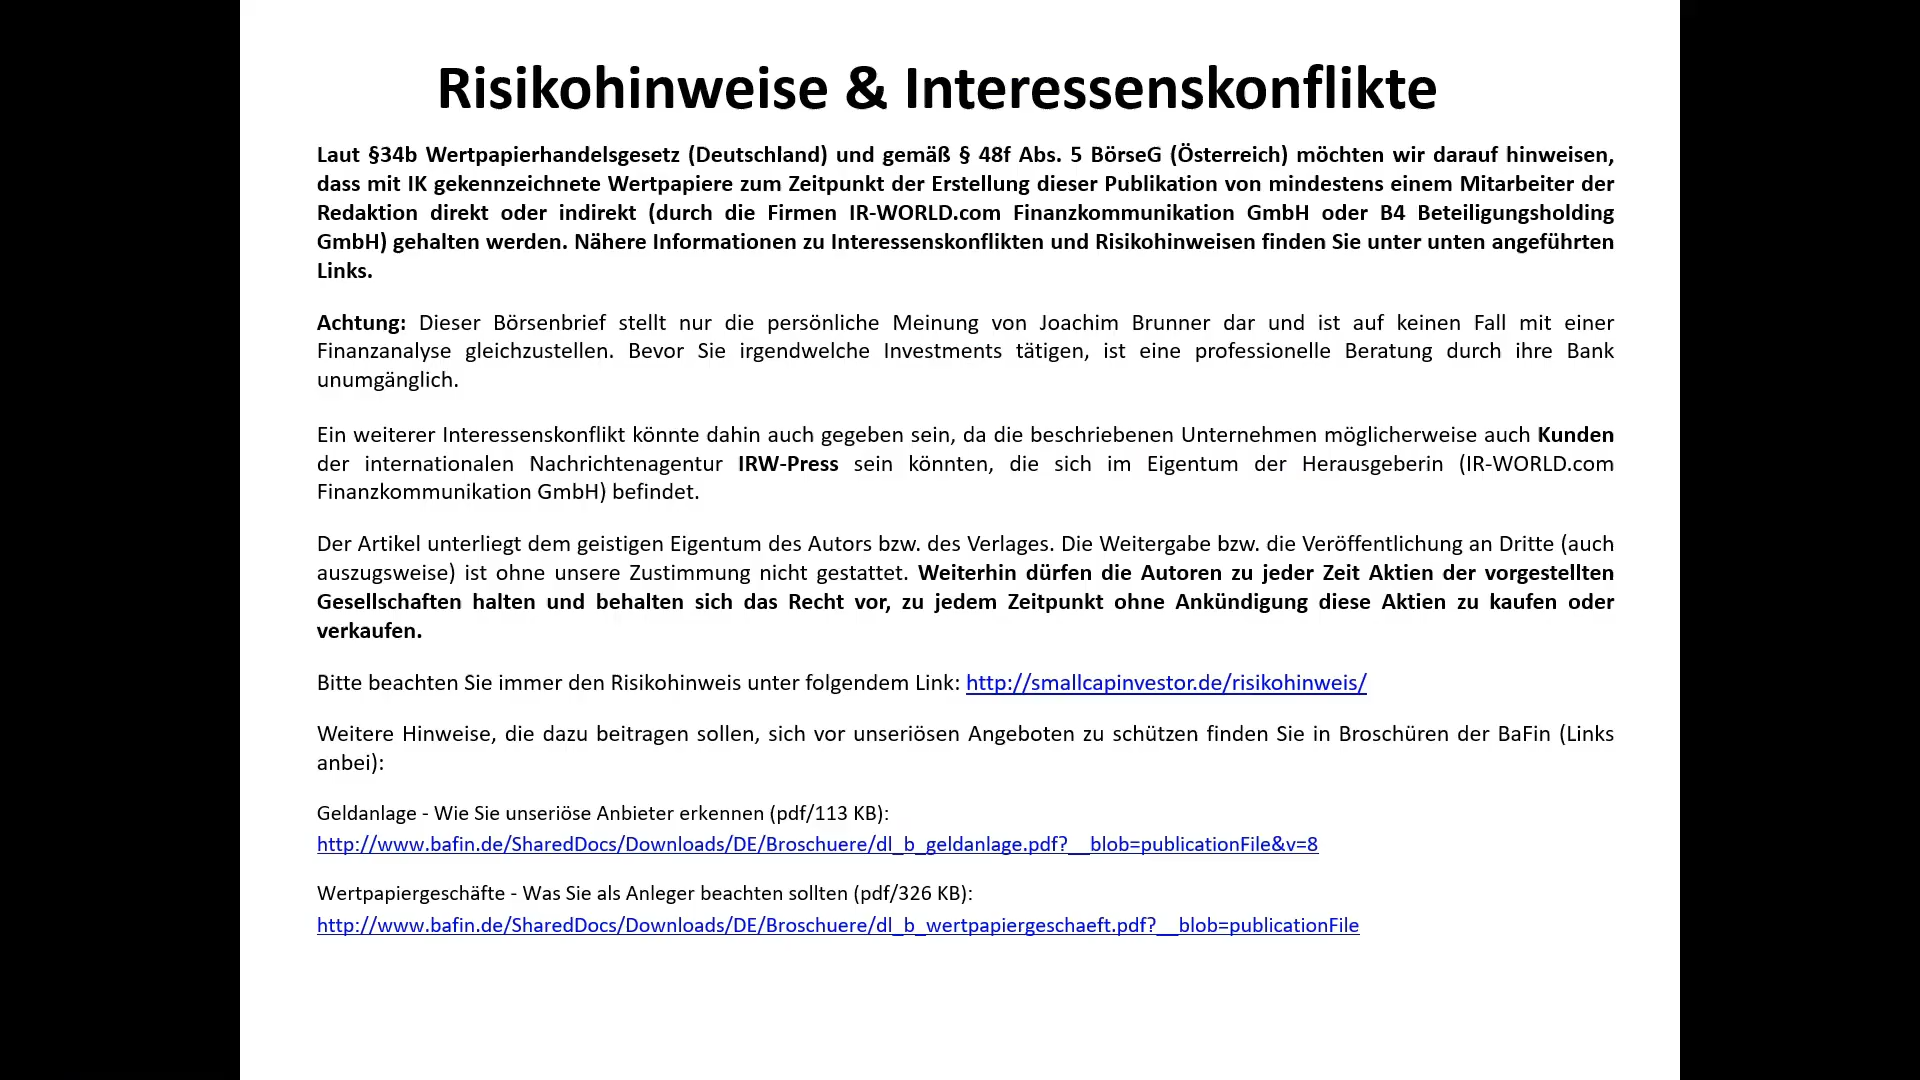 Risikohinweise & Interessenskonflikte
Laut §34b Wertpapierhandelsgesetz (Deutschland) und gemäß § 48f Abs. 5 BörseG (Österreich) möchten wir darauf hinweisen,
dass mit IK gekennzeichnete Wertpapiere zum Zeitpunkt der Erstellung dieser Publikation von mindestens einem Mitarbeiter der
Redaktion direkt oder indirekt (durch die Firmen IR-WORLD.com Finanzkommunikation GmbH oder B4 Beteiligungsholding
GmbH) gehalten werden. Nähere Informationen zu Interessenskonflikten und Risikohinweisen finden Sie unter unten angeführten
Links.
Achtung: Dieser Börsenbrief stellt nur die persönliche Meinung von Joachim Brunner dar und ist auf keinen Fall mit einer
Finanzanalyse gleichzustellen. Bevor Sie irgendwelche Investments tätigen, ist eine professionelle Beratung durch ihre Bank
unumgänglich.
Ein weiterer Interessenskonflikt könnte dahin auch gegeben sein, da die beschriebenen Unternehmen möglicherweise auch Kunden
der internationalen Nachrichtenagentur IRW-Press sein könnten, die sich im Eigentum der Herausgeberin (IR-WORLD.com
Finanzkommunikation GmbH) befindet.
Der Artikel unterliegt dem geistigen Eigentum des Autors bzw. des Verlages. Die Weitergabe bzw. die Veröffentlichung an Dritte (auch
auszugsweise) ist ohne unsere Zustimmung nicht gestattet. Weiterhin dürfen die Autoren zu jeder Zeit Aktien der vorgestellten
Gesellschaften halten und behalten sich das Recht vor, zu jedem Zeitpunkt ohne Ankündigung diese Aktien zu kaufen oder
verkaufen.
Bitte beachten Sie immer den Risikohinweis unter folgendem Link: http://smallcapinvestor.de/risikohinweis/
Weitere Hinweise, die dazu beitragen sollen, sich vor unseriösen Angeboten zu schützen finden Sie in Broschüren der BaFin (Links
anbei):
Geldanlage - Wie Sie unseriöse Anbieter erkennen (pdf/113 KB):
http://www.bafin.de/SharedDocs/Downloads/DE/Broschuere/dl_b_geldanlage.pdf?__blob=publicationFile&v=8
Wertpapiergeschäfte - Was Sie als Anleger beachten sollten (pdf/326 KB):
http://www.bafin.de/SharedDocs/Downloads/DE/Broschuere/dl_b_wertpapiergeschaeft.pdf?__blob=publicationFile